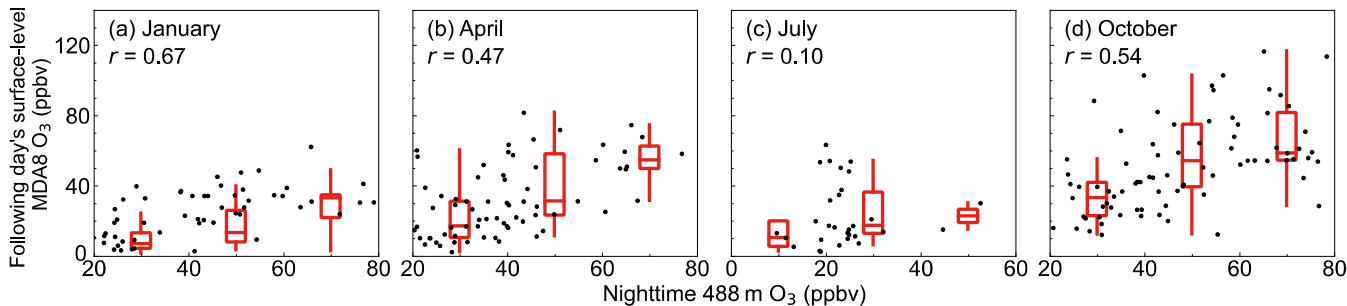 Following day's surface-level
MDA8 O3 (ppbv)
120
80
40
0
(a) January
r = 0.67
20 40 60 80
(b) April
r = 0.47
20 40 60 80
(c) July
r = 0.10
0 20 40 60
(d) October
r = 0.54
20 40 60 80
Nighttime 488 m O3 (ppbv)